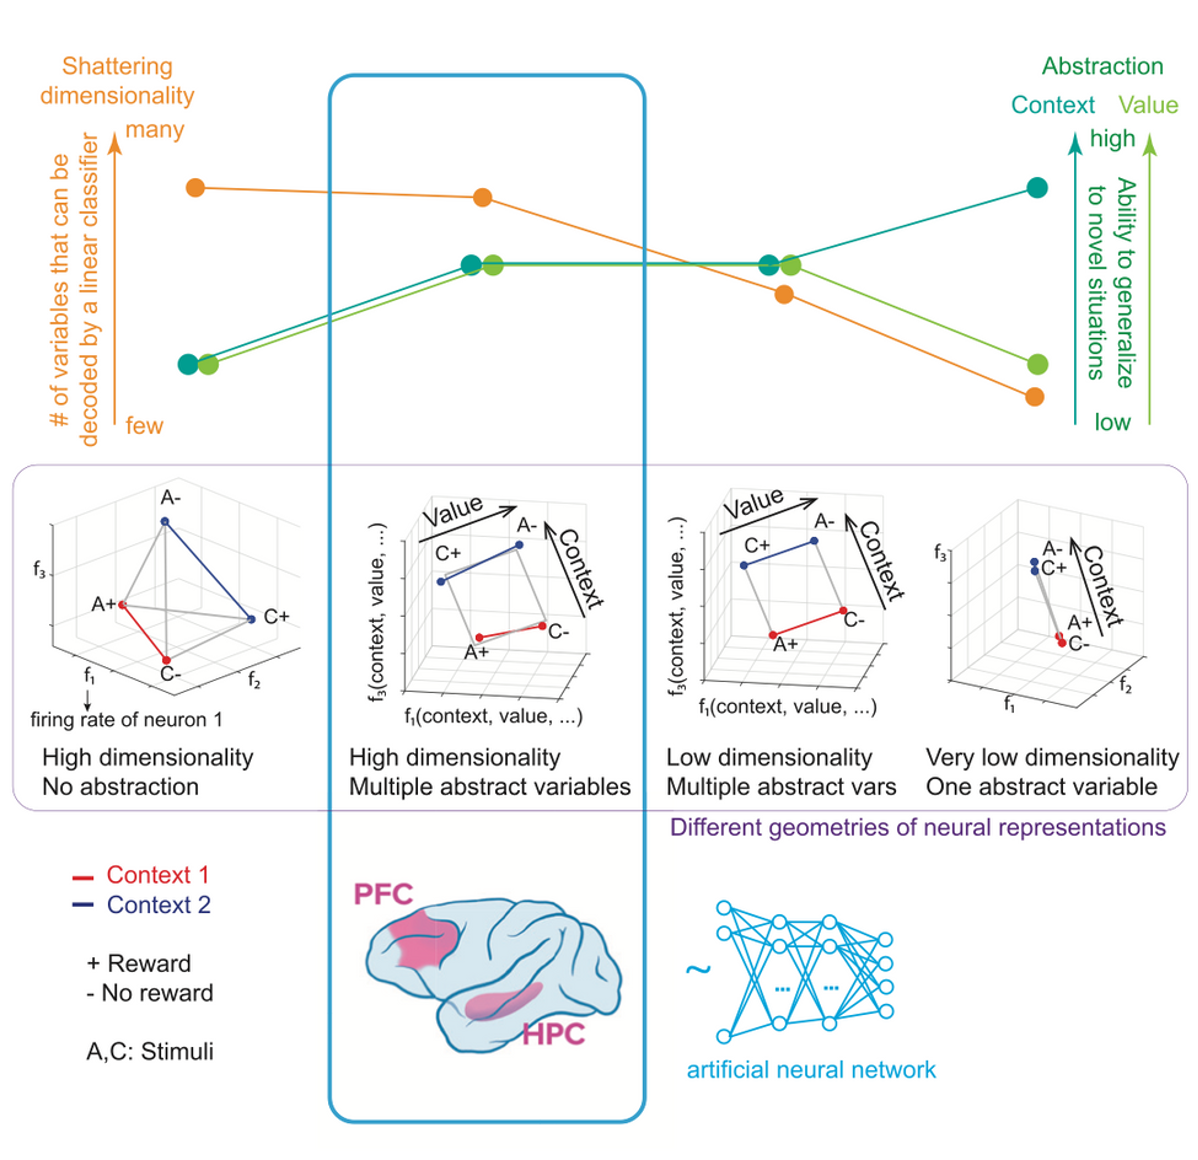 Shattering
dimensionality
many
# of variables that can be
decoded by a linear classifier
few
Abstraction
Context Value
high
Ability to generalize
to novel situations
low
A-
f₃
A+
C+
C-
f₁
f₂
firing rate of neuron 1
High dimensionality
No abstraction
Value
A-
C+
Context
C-
A+
f₃(context, value, ...)
f₁(context, value, ...)
High dimensionality
Multiple abstract variables
Value
A-
C+
Context
C-
A+
f₃(context, value, ...)
f₁(context, value, ...)
Low dimensionality
Multiple abstract vars
f₃
A-
C+
Context
A+
C-
f₂
f₁
Very low dimensionality
One abstract variable
Different geometries of neural representations
Context 1
Context 2
+ Reward
- No reward
A,C: Stimuli
PFC
HPC
~
... ...
artificial neural network